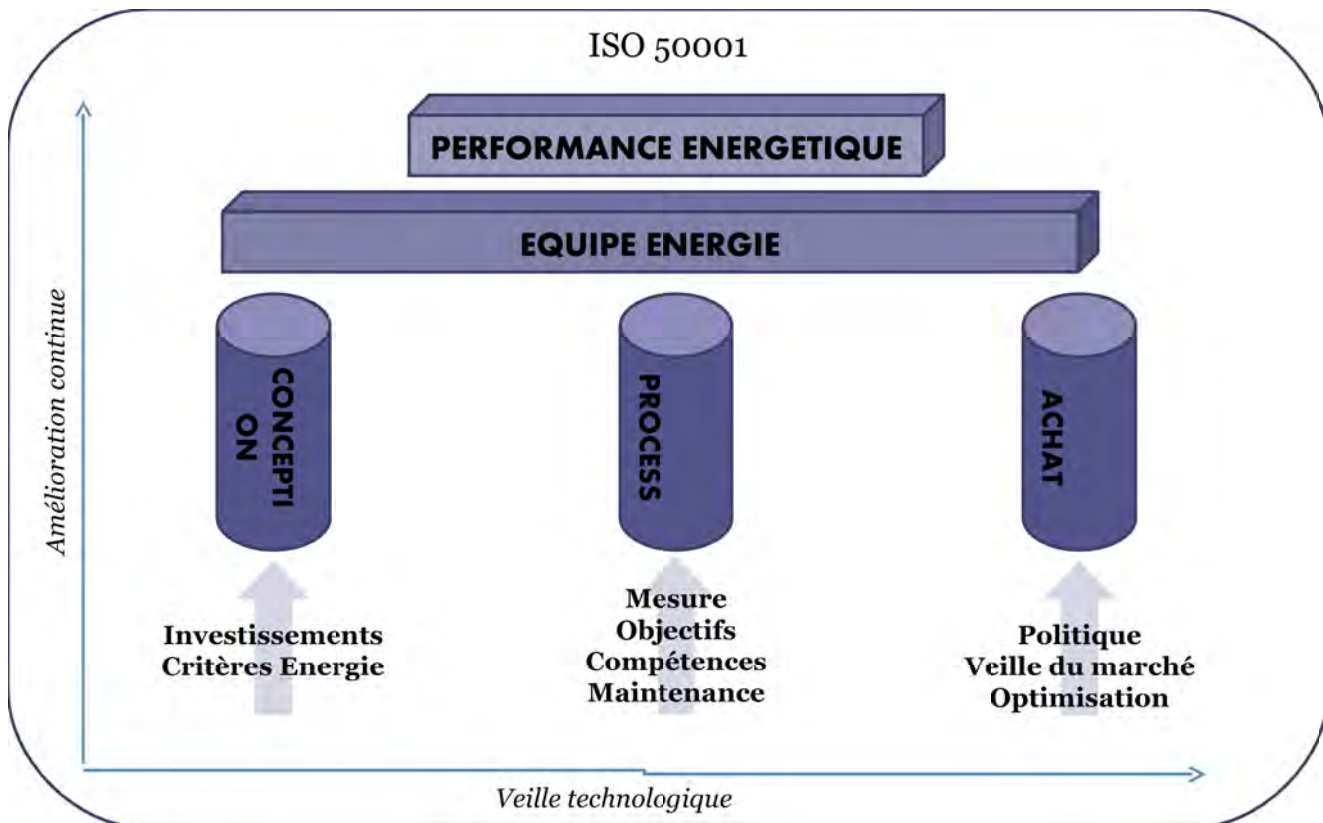 ISO 50001
PERFORMANCE ENERGETIQUE
EQUIPE ENERGIE
Amélioration continue
CONCEPTI
ON
PROCESS
ACHAT
Investissements
Critères Energie
Mesure
Objectifs
Compétences
Maintenance
Politique
Veille du marché
Optimisation
Veille technologique